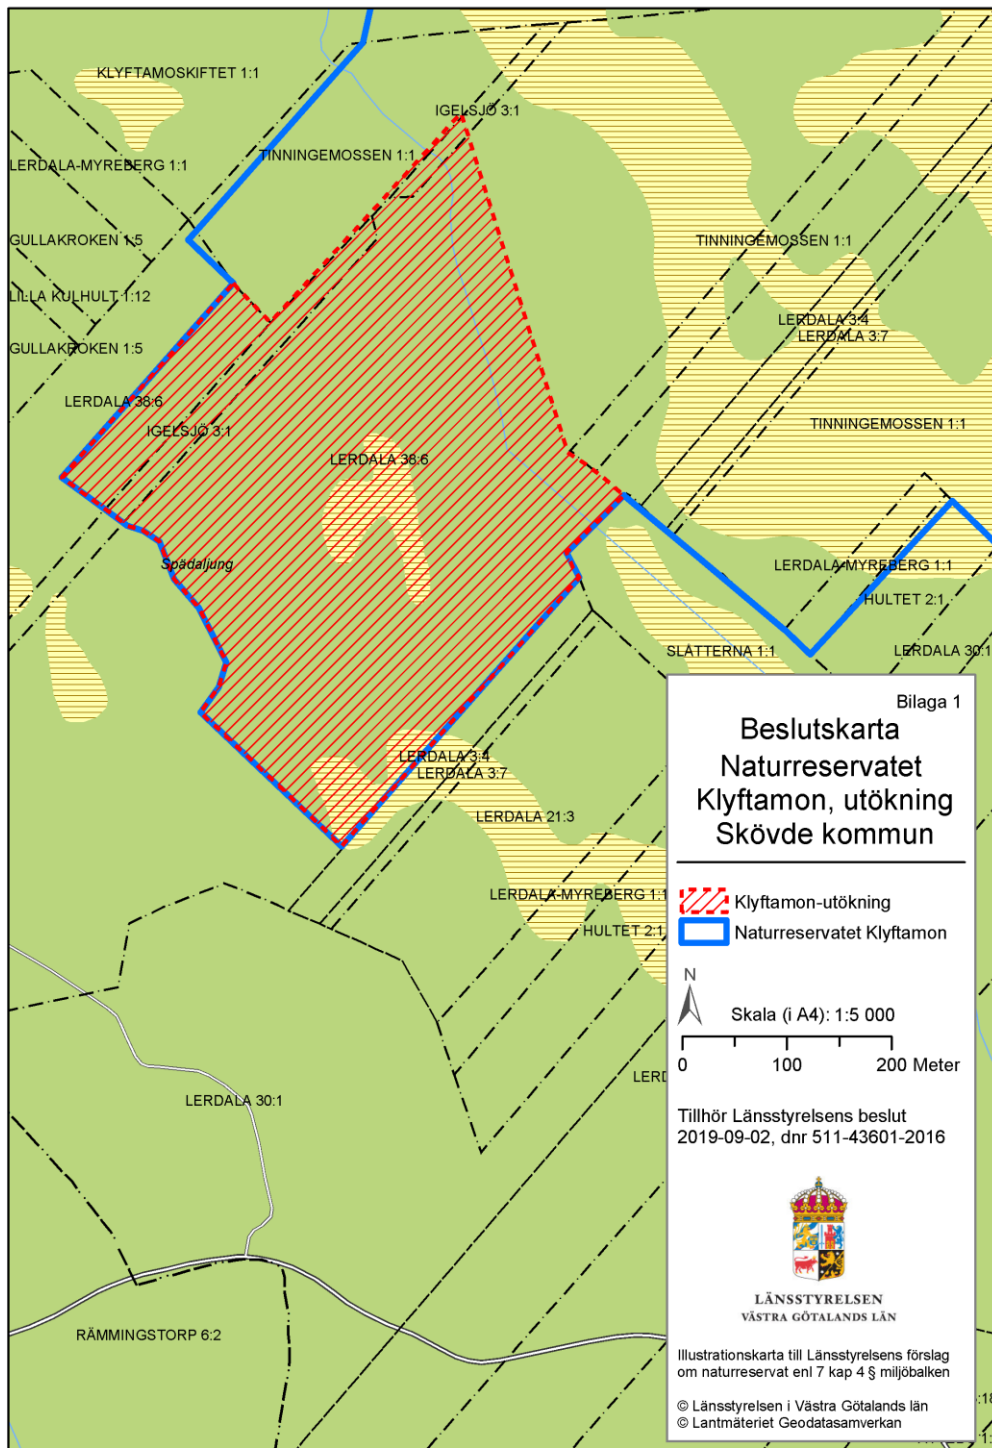 KLYFTAMOSKIFTET 1:1
IGELSJÖ 3:1
TINNINGEMOSSEN 1:1
LERDALA-MYREBERG 1:1
GULLAKROKEN 1:5
TINNINGEMOSSEN 1:1
LILLA KULHULT 1:12
LERDALA 3:4
LERDALA 3:7
GULLAKROKEN 1:5
LERDALA 38:6
TINNINGEMOSSEN 1:1
IGELSJÖ 3:1
LERDALA 38:6
Spädaljung
LERDALA-MYREBERG 1:1
HULTET 2:1
SLÄTTERNA 1:1
LERDALA 30:1
LERDALA 3:4
LERDALA 3:7
LERDALA 21:3
LERDALA-MYREBERG 1:1
HULTET 2:1
LERDALA 30:1
RÄMMINGSTORP 6:2
Bilaga 1
Beslutskarta
Naturreservatet
Klyftamon, utökning
Skövde kommun
Klyftamon-utökning
Naturreservatet Klyftamon
N
Skala (i A4): 1:5 000
0 100 200 Meter
Tillhör Länsstyrelsens beslut
2019-09-02, dnr 511-43601-2016
LÄNSSTYRELSEN
VÄSTRA GÖTALANDS LÄN
Illustrationskarta till Länsstyrelsens förslag
om naturreservat enl 7 kap 4 § miljöbalken
© Länsstyrelsen i Västra Götalands län
© Lantmäteriet Geodatasamverkan